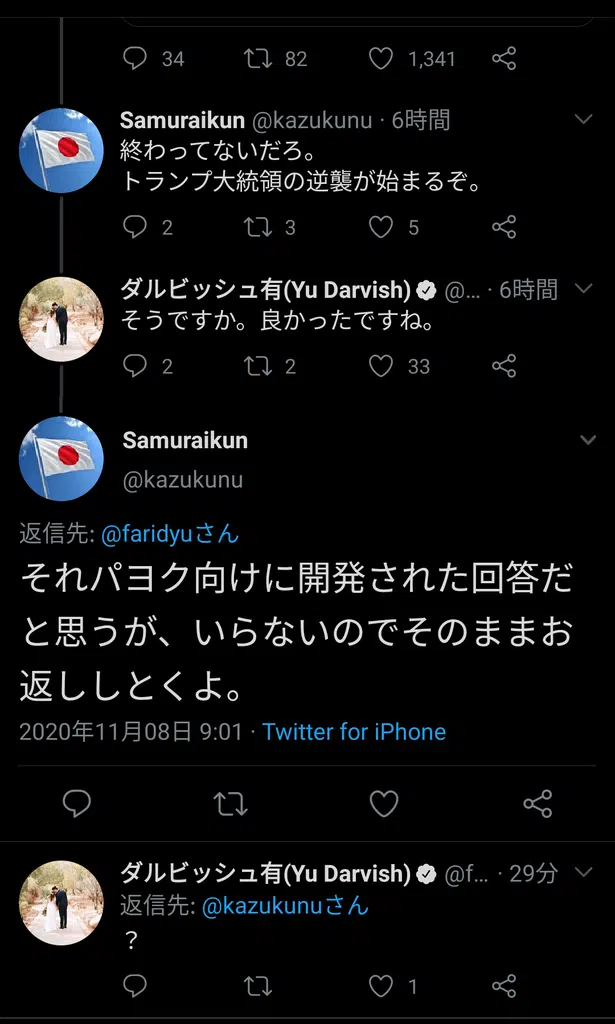 34 82 1,341
Samuraikun @kazukunu · 6時間
終わってないだろ。
トランプ大統領の逆襲が始まるぞ。
2 3 5
ダルビッシュ有(Yu Darvish) @... · 6時間
そうですか。良かったですね。
2 2 33
Samuraikun
@kazukunu
返信先: @faridyuさん
それパヨク向けに開発された回答だ
と思うが、いらないのでそのままお
返ししとくよ。
2020年11月08日 9:01 · Twitter for iPhone
ダルビッシュ有(Yu Darvish) @f... · 29分
返信先: @kazukunuさん
？
1